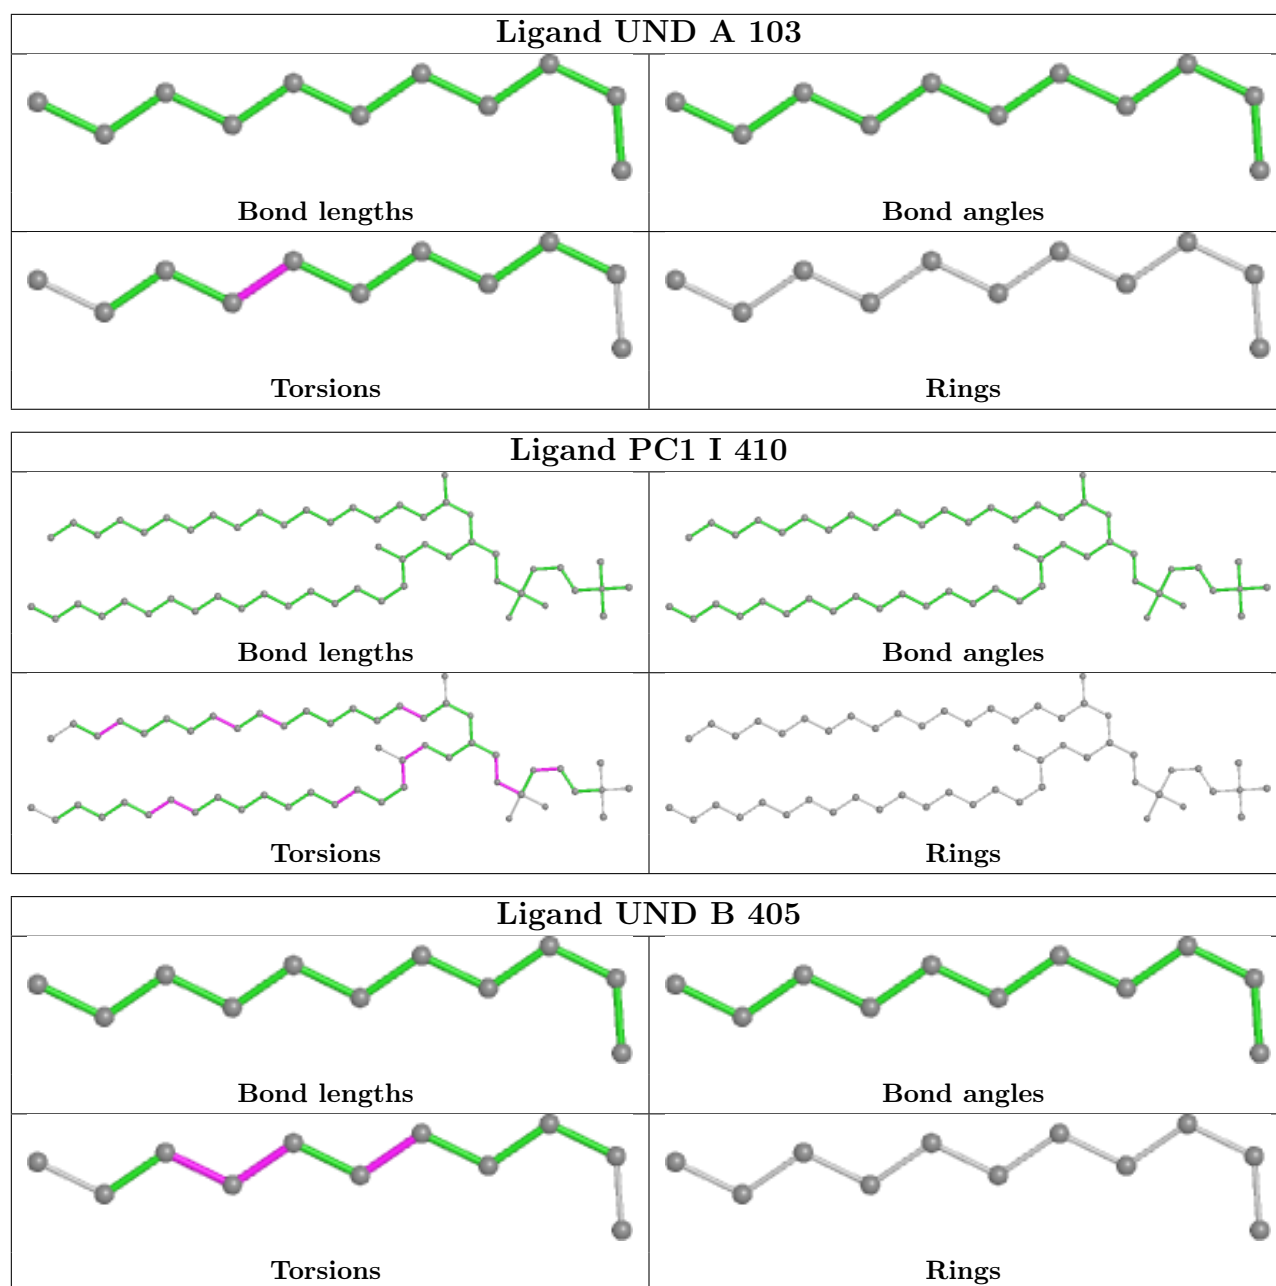 Ligand UND A 103
Bond lengths Bond angles
Torsions Rings
Ligand PC1 I 410
Bond lengths Bond angles
Torsions Rings
Ligand UND B 405
Bond lengths Bond angles
Torsions Rings